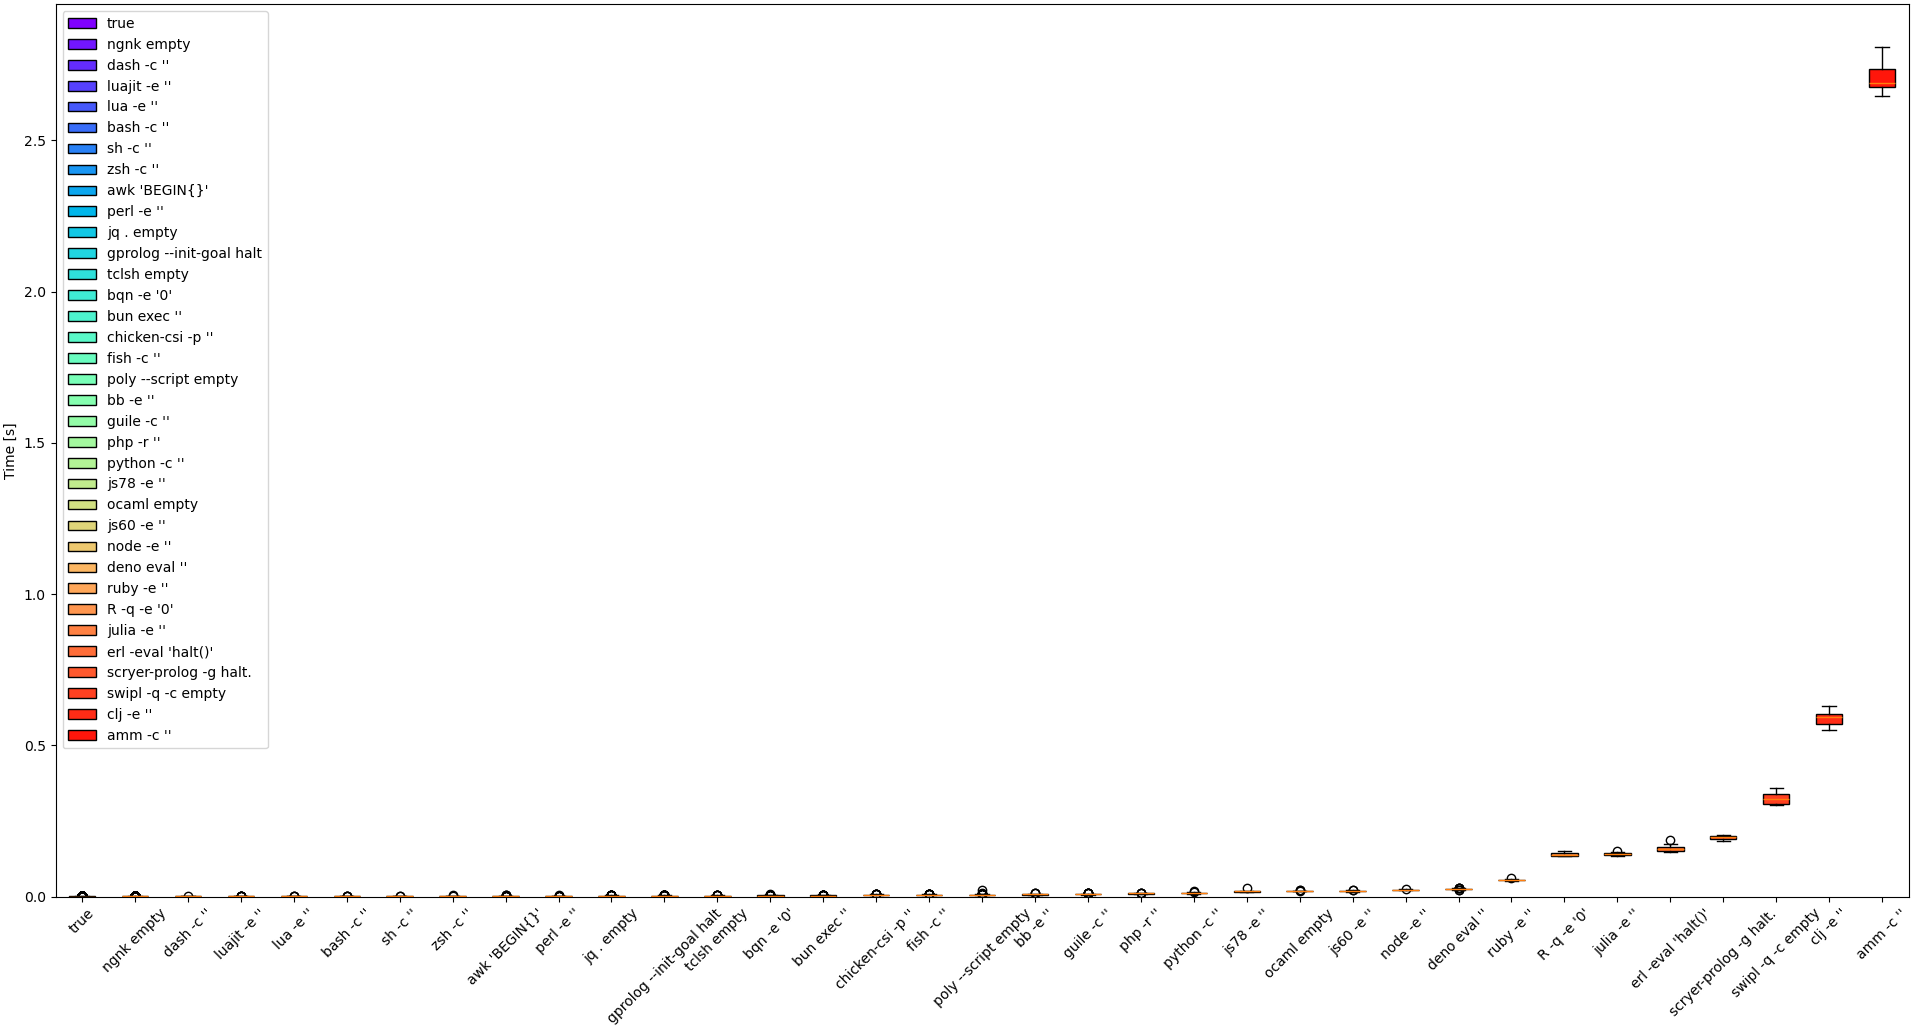 true
ngnk empty
dash -c ''
luajit -e ''
lua -e ''
bash -c ''
sh -c ''
zsh -c ''
awk 'BEGIN{}'
perl -e ''
jq . empty
gprolog --init-goal halt
tclsh empty
bqn -e '0'
bun exec ''
chicken-csi -p ''
fish -c ''
poly --script empty
bb -e ''
guile -c ''
php -r ''
python -c ''
js78 -e ''
ocaml empty
js60 -e ''
node -e ''
deno eval ''
ruby -e ''
R -q -e '0'
julia -e ''
erl -eval 'halt()'
scryer-prolog -g halt.
swipl -q -c empty
clj -e ''
amm -c ''
Time [s]
2.5
2.0
1.5
1.0
0.5
0.0
true
ngnk empty
dash -c ''
luajit -e ''
lua -e ''
bash -c ''
sh -c ''
zsh -c ''
awk 'BEGIN{}'
perl -e ''
jq . empty
gprolog --init-goal halt
tclsh empty
bqn -e '0'
bun exec ''
chicken-csi -p ''
fish -c ''
poly --script empty
bb -e ''
guile -c ''
php -r ''
python -c ''
js78 -e ''
ocaml empty
js60 -e ''
node -e ''
deno eval ''
ruby -e ''
R -q -e '0'
julia -e ''
erl -eval 'halt()'
scryer-prolog -g halt.
swipl -q -c empty
clj -e ''
amm -c ''